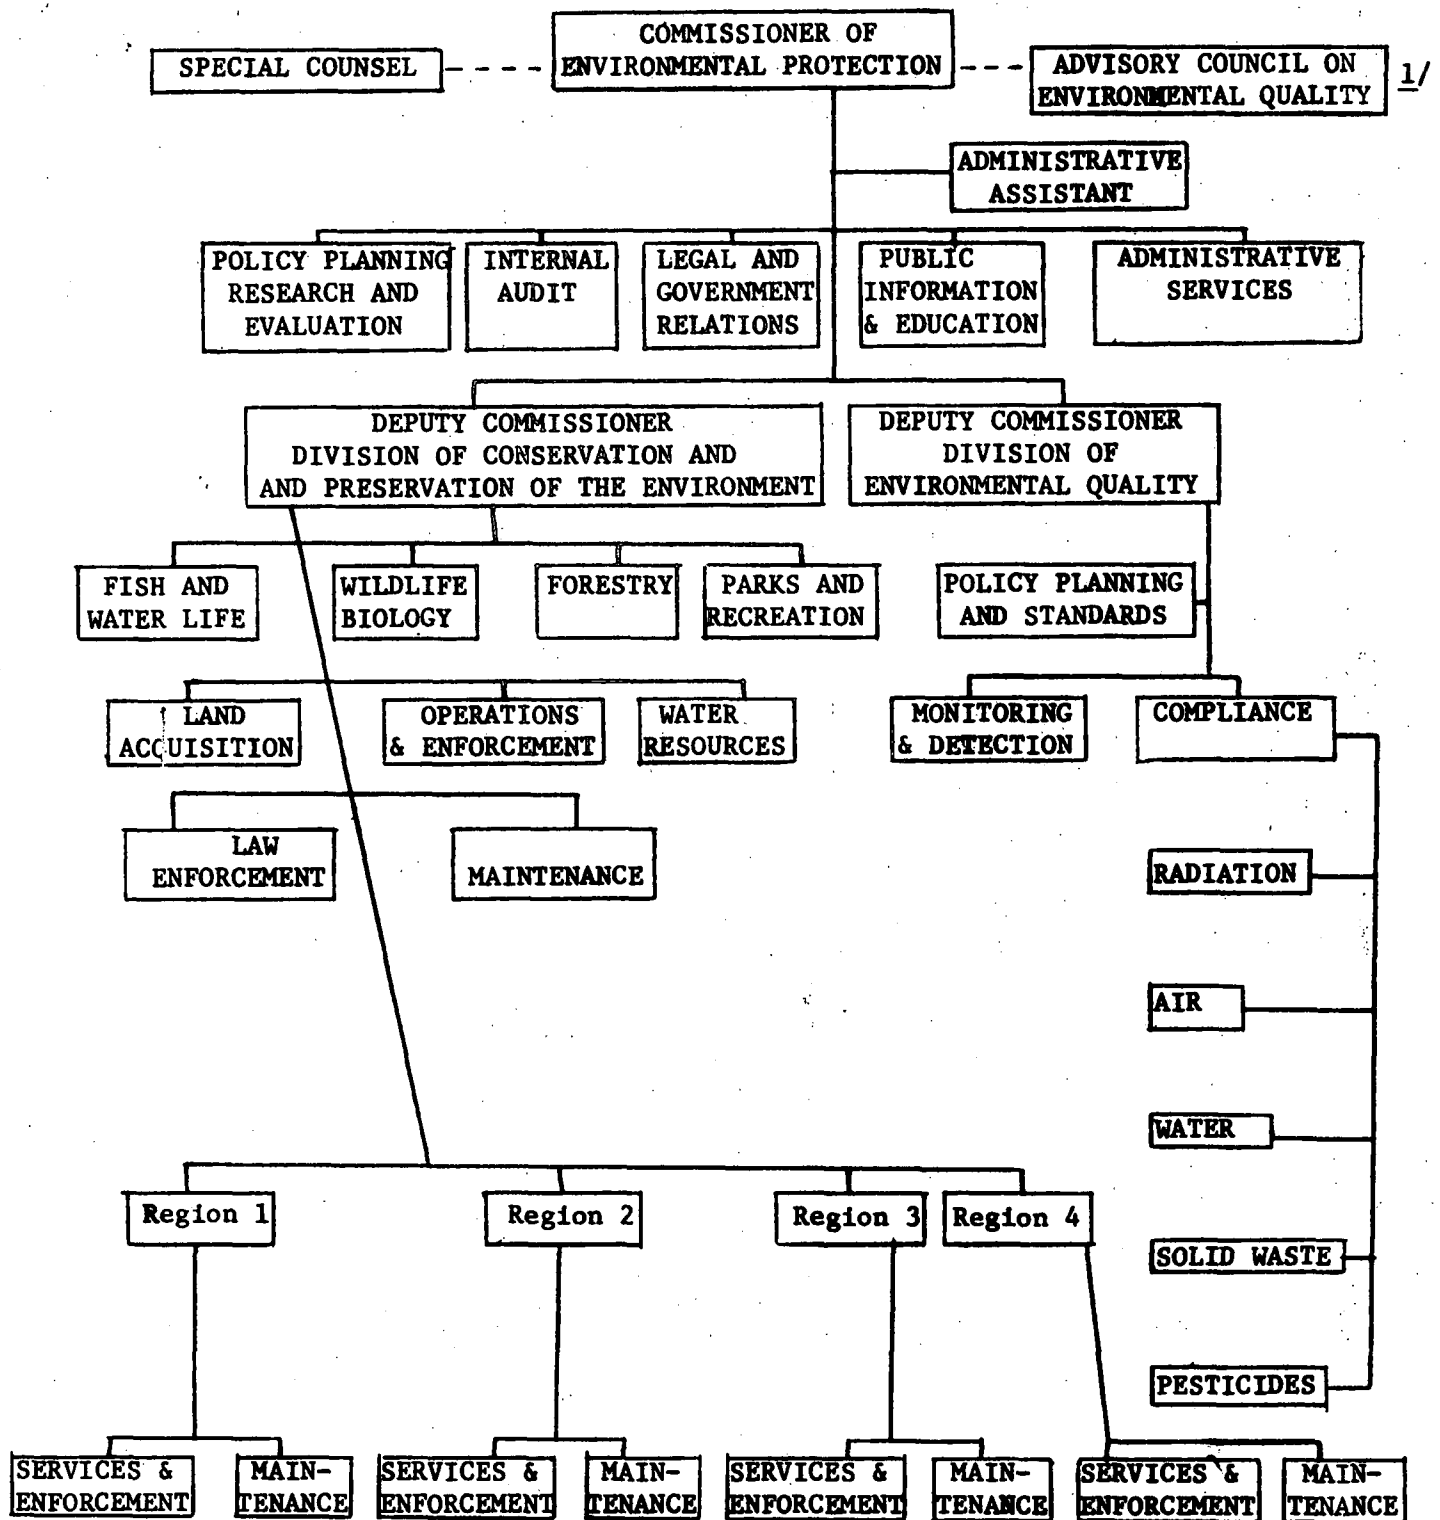 COMMISSIONER OF
ENVIRONMENTAL PROTECTION
SPECIAL COUNSEL
ADVISORY COUNCIL ON
ENVIRONMENTAL QUALITY
1/
ADMINISTRATIVE
ASSISTANT
POLICY PLANNING
RESEARCH AND
EVALUATION
INTERNAL
AUDIT
LEGAL AND
GOVERNMENT
RELATIONS
PUBLIC
INFORMATION
& EDUCATION
ADMINISTRATIVE
SERVICES
DEPUTY COMMISSIONER
DIVISION OF CONSERVATION AND
AND PRESERVATION OF THE ENVIRONMENT
DEPUTY COMMISSIONER
DIVISION OF
ENVIRONMENTAL QUALITY
FISH AND
WATER LIFE
WILDLIFE
BIOLOGY
FORESTRY
PARKS AND
RECREATION
POLICY PLANNING
AND STANDARDS
LAND
ACQUISITION
OPERATIONS
& ENFORCEMENT
WATER
RESOURCES
MONITORING
& DETECTION
COMPLIANCE
LAW
ENFORCEMENT
MAINTENANCE
RADIATION
AIR
WATER
SOLID WASTE
PESTICIDES
Region 1
Region 2
Region 3
Region 4
SERVICES &
ENFORCEMENT
MAIN-
TENANCE
SERVICES &
ENFORCEMENT
MAIN-
TENANCE
SERVICES &
ENFORCEMENT
MAIN-
TENANCE
SERVICES &
ENFORCEMENT
MAIN-
TENANCE